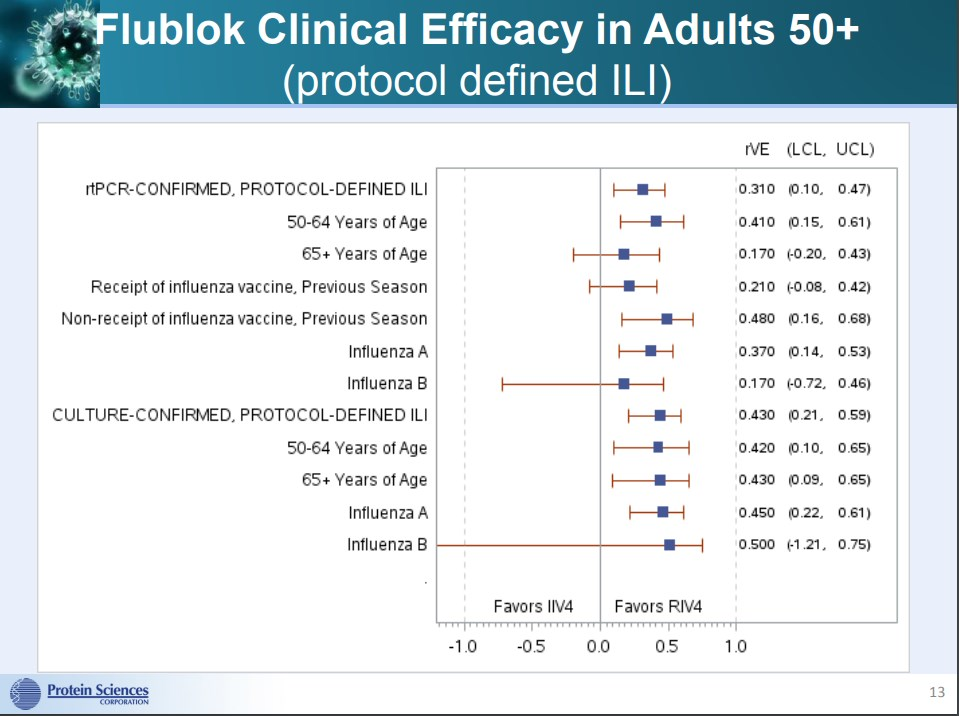 Flublok Clinical Efficacy in Adults 50+
(protocol defined ILI)
rVE (LCL, UCL)
rtPCR-CONFIRMED, PROTOCOL-DEFINED ILI 0.310 (0.10, 0.47)
50-64 Years of Age 0.410 (0.15, 0.61)
65+ Years of Age 0.170 (-0.20, 0.43)
Receipt of influenza vaccine, Previous Season 0.210 (-0.08, 0.42)
Non-receipt of influenza vaccine, Previous Season 0.480 (0.16, 0.68)
Influenza A 0.370 (0.14, 0.53)
Influenza B 0.170 (-0.72, 0.46)
CULTURE-CONFIRMED, PROTOCOL-DEFINED ILI 0.430 (0.21, 0.59)
50-64 Years of Age 0.420 (0.10, 0.65)
65+ Years of Age 0.430 (0.09, 0.65)
Influenza A 0.450 (0.22, 0.61)
Influenza B 0.500 (-1.21, 0.75)
.
Favors IIV4 Favors RIV4
-1.0 -0.5 0.0 0.5 1.0
Protein Sciences
CORPORATION
13